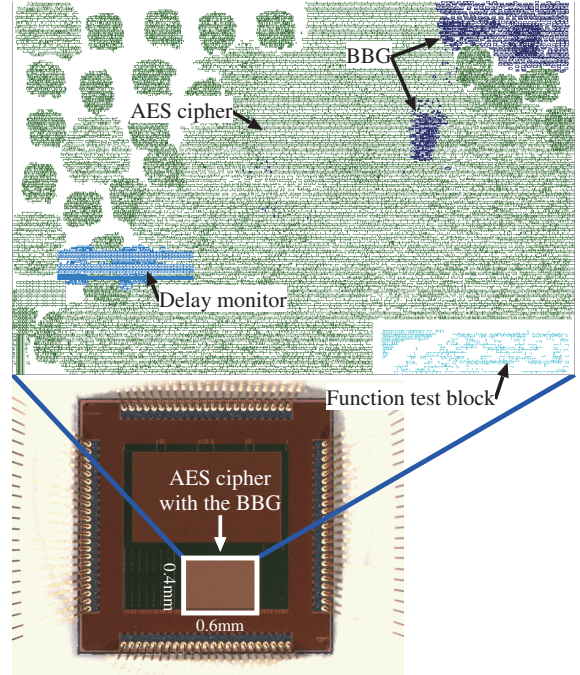 BBG
AES cipher
Delay monitor
Function test block
AES cipher
with the BBG
0.4mm
0.6mm